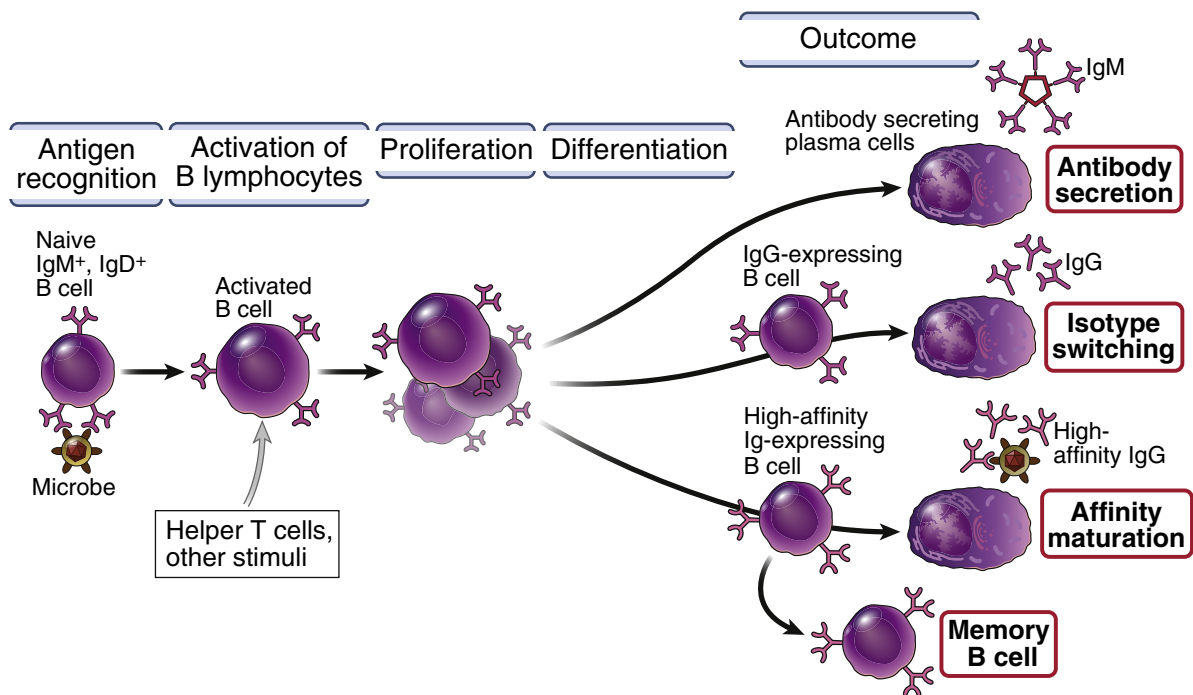 Outcome
IgM
Antibody secreting
plasma cells
Antigen
recognition
Activation of
B lymphocytes
Proliferation
Differentiation
Antibody
secretion
Naive
IgM⁺, IgD⁺
B cell
Activated
B cell
IgG-expressing
B cell
IgG
Isotype
switching
High-affinity
Ig-expressing
B cell
High-
affinity IgG
Microbe
Helper T cells,
other stimuli
Affinity
maturation
Memory
B cell